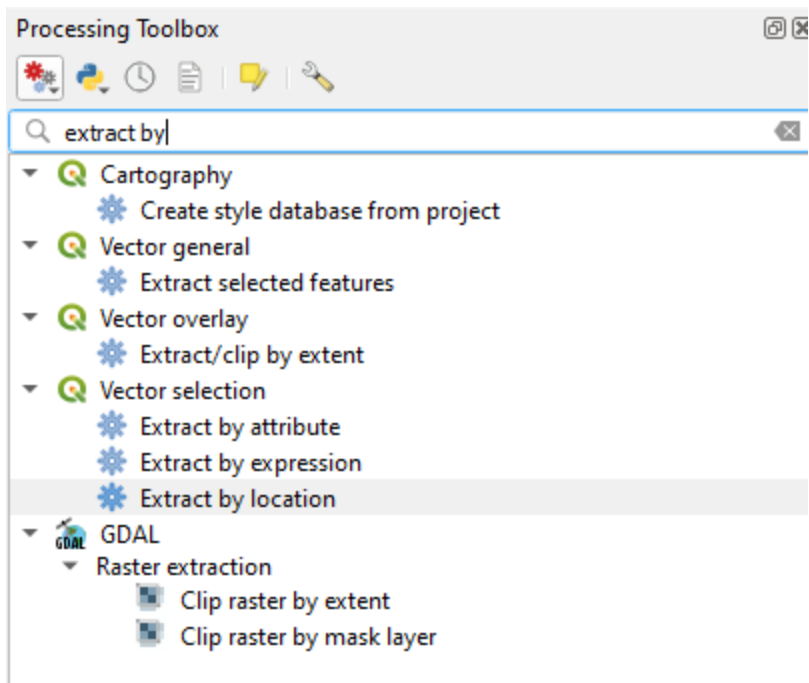 Processing Toolbox
extract by
Cartography
Create style database from project
Vector general
Extract selected features
Vector overlay
Extract/clip by extent
Vector selection
Extract by attribute
Extract by expression
Extract by location
GDAL GDAL
Raster extraction
Clip raster by extent
Clip raster by mask layer